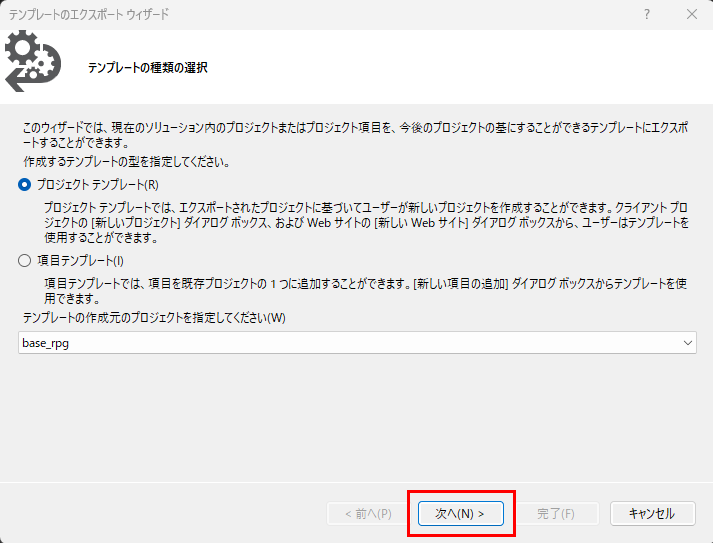 テンプレートのエクスポート ウィザード
?
テンプレートの種類の選択
このウィザードでは、現在のソリューション内のプロジェクトまたはプロジェクト項目を、今後のプロジェクトの基にすることができるテンプレートにエクスポ
ートすることができます。
作成するテンプレートの型を指定してください。
プロジェクト テンプレート(R)
プロジェクト テンプレートでは、エクスポートされたプロジェクトに基づいてユーザーが新しいプロジェクトを作成することができます。クライアント プロ
ジェクトの [新しいプロジェクト] ダイアログ ボックス、および Web サイトの [新しい Web サイト] ダイアログ ボックスから、ユーザーはテンプレートを
使用することができます。
項目テンプレート(I)
項目テンプレートでは、項目を既存プロジェクトの 1 つに追加することができます。[新しい項目の追加] ダイアログ ボックスからテンプレートを使
用できます。
テンプレートの作成元のプロジェクトを指定してください(W)
base_rpg
< 前へ(P)
次へ(N) >
完了(F)
キャンセル